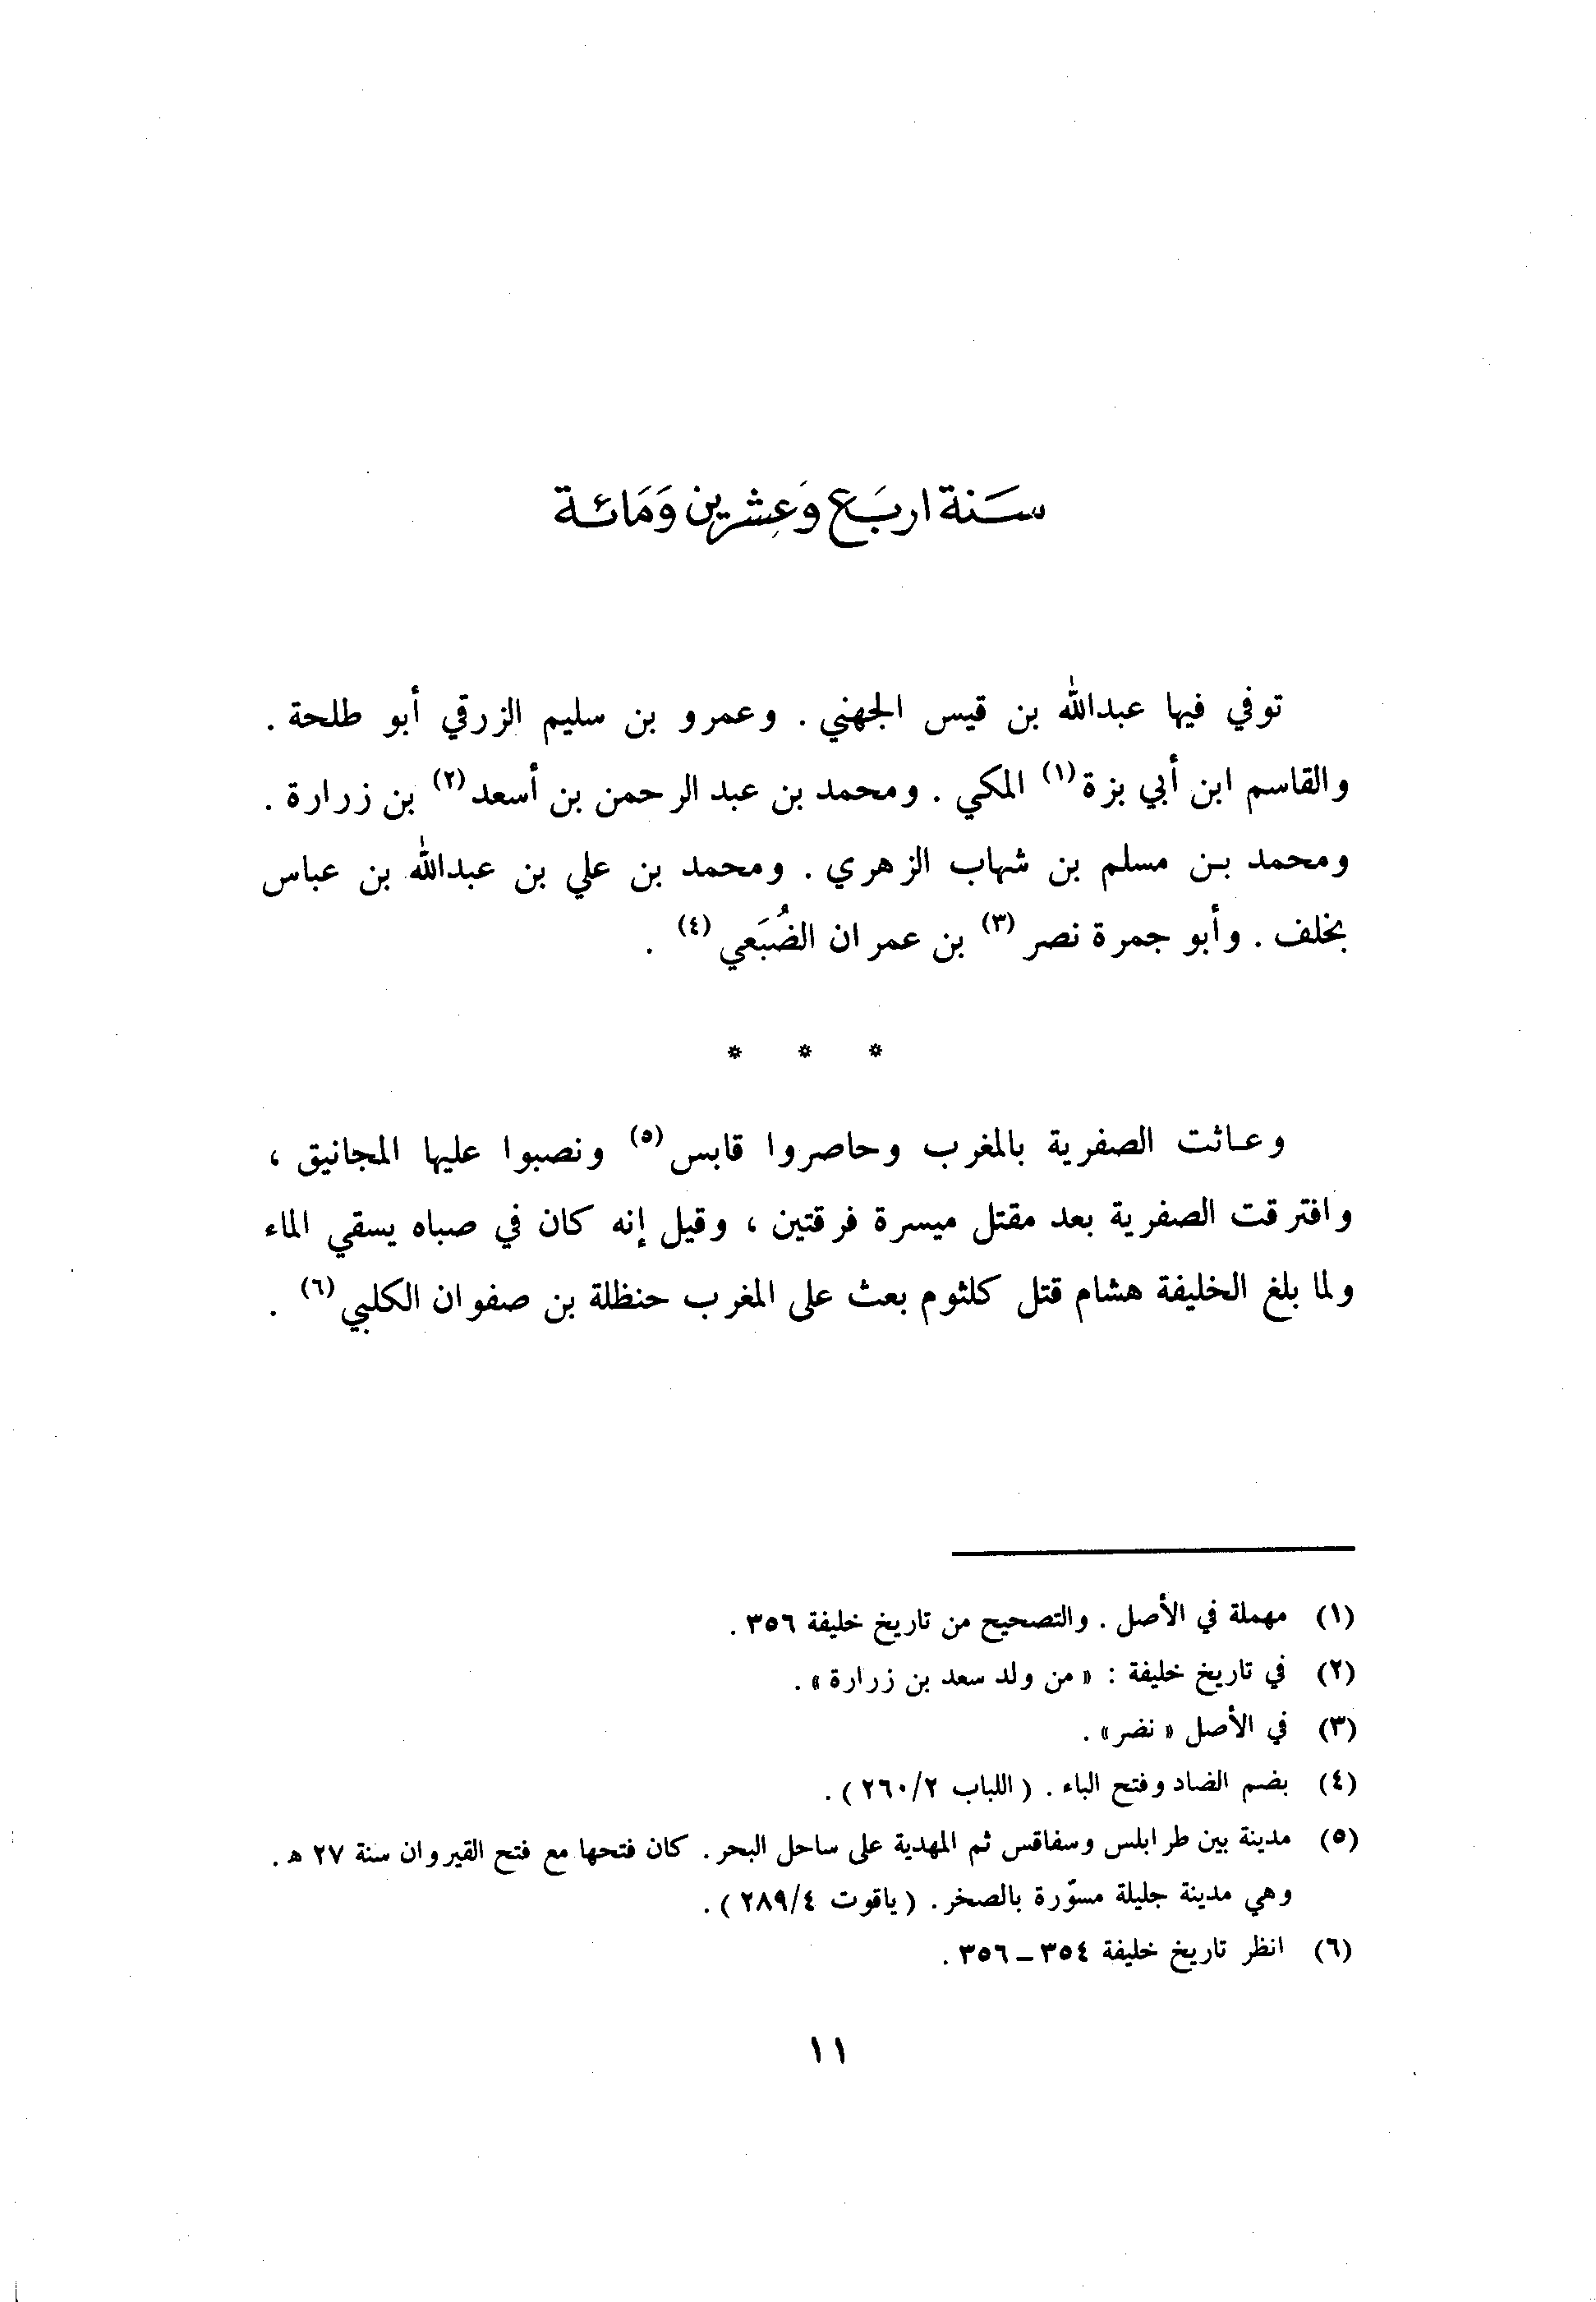 سَنة اربَع وَعِشرين وَمَائة
توفي فيها عبدالله بن قيس الجهني . وعمرو بن سليم الزرقي أبو طلحة .
والقاسم ابن أبي بزة (١) المكي . ومحمد بن عبد الرحمن بن أسعد (٢) بن زرارة .
ومحمد بن مسلم بن شهاب الزهري . ومحمد بن علي بن عبدالله بن عباس
بخلف . وأبو جمرة نصر (٣) بن عمران الضُبَعي (٤) .
* * *
وعاثت الصفرية بالمغرب وحاصروا قابس (٥) ونصبوا عليها المجانيق ،
وافترقت الصفرية بعد مقتل ميسرة فرقتين ، وقيل إنه كان في صباه يسقي الماء
ولما بلغ الخليفة هشام قتل كلثوم بعث على المغرب حنظلة بن صفوان الكلبي (٦) .
(١) مهملة في الأصل . والتصحيح من تاريخ خليفة ٣٥٦ .
(٢) في تاريخ خليفة : « من ولد سعد بن زرارة » .
(٣) في الأصل « نضر » .
(٤) بضم الضاد وفتح الباء . ( اللباب ٢/٢٦٠ ) .
(٥) مدينة بين طرابلس وسفاقس ثم المهدية على ساحل البحر . كان فتحها مع فتح القيروان سنة ٢٧ ه .
وهي مدينة جليلة مسوّرة بالصخر . ( ياقوت ٤/٢٨٩ ) .
(٦) انظر تاريخ خليفة ٣٥٤ – ٣٥٦ .
١١